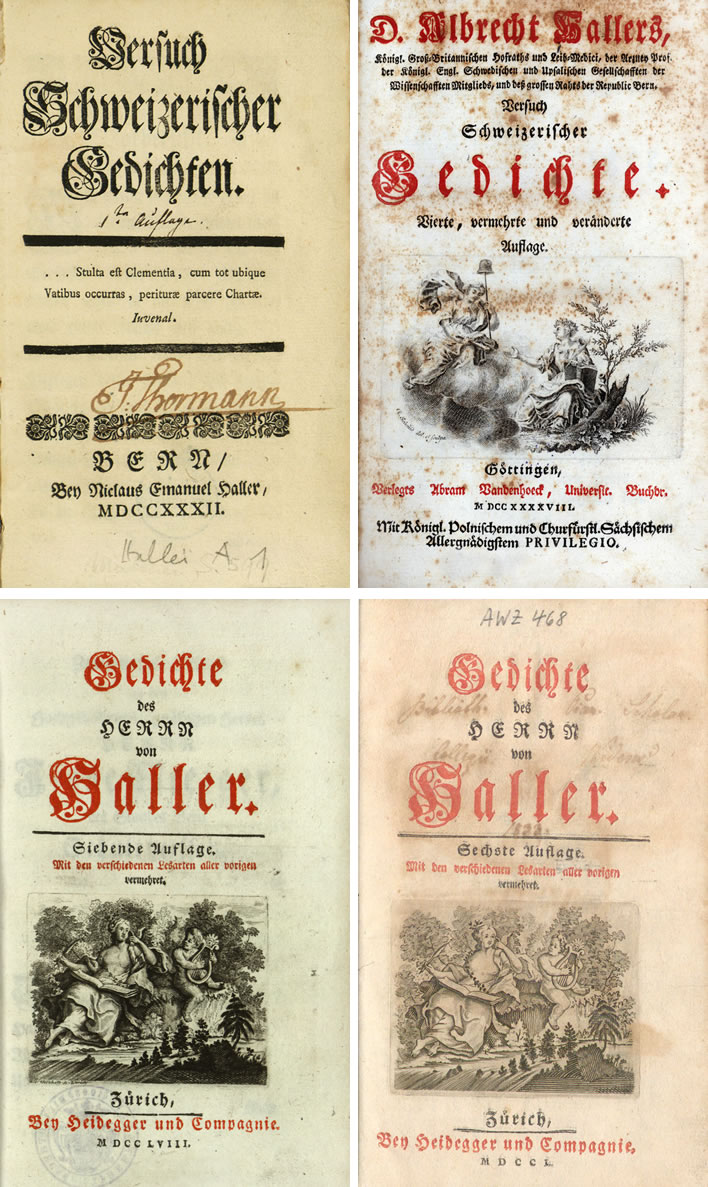 Versuch
Schweizerischer
Gedichten.
1te Auflage.
... Stulta est Clementia, cum tot ubique
Vatibus occurras, perituræ parcere Chartæ.
Iuvenal.
J. Thormann
BERN/
Bey Niclaus Emanuel Haller,
MDCCXXXII.
Haller A
D. Albrecht Hallers,
Königl. Groß-Britannischen Hofraths und Leib-Medici, der Arzney Prof.
der Königl. Engl. Schwedischen und Upsalischen Gesellschafften der
Wissenschafften Mitglieds, und deß grossen Rahts der Republic Bern.
Versuch
Schweizerischer
Gedichte.
Vierte, vermehrte und veränderte
Auflage.
Göttingen,
Verlegts Abram Vandenhoeck, Universit. Buchdr.
MDCCXXXXVIII.
Mit Königl. Polnischem und Churfürstl. Sächsischem
Allergnädigstem PRIVILEGIO.
Gedichte
des
HERRN
von
Haller.
Siebende Auflage.
Mit den verschiedenen Lesarten aller vorigen
vermehret.
Zürich,
Bey Heidegger und Compagnie.
MDCCLVIII.
AWZ 468
Gedichte
des
HERRN
von
Haller.
Sechste Auflage.
Mit den verschiedenen Lesarten aller vorigen
vermehret.
Zürich,
Bey Heidegger und Compagnie,
MDCCL.